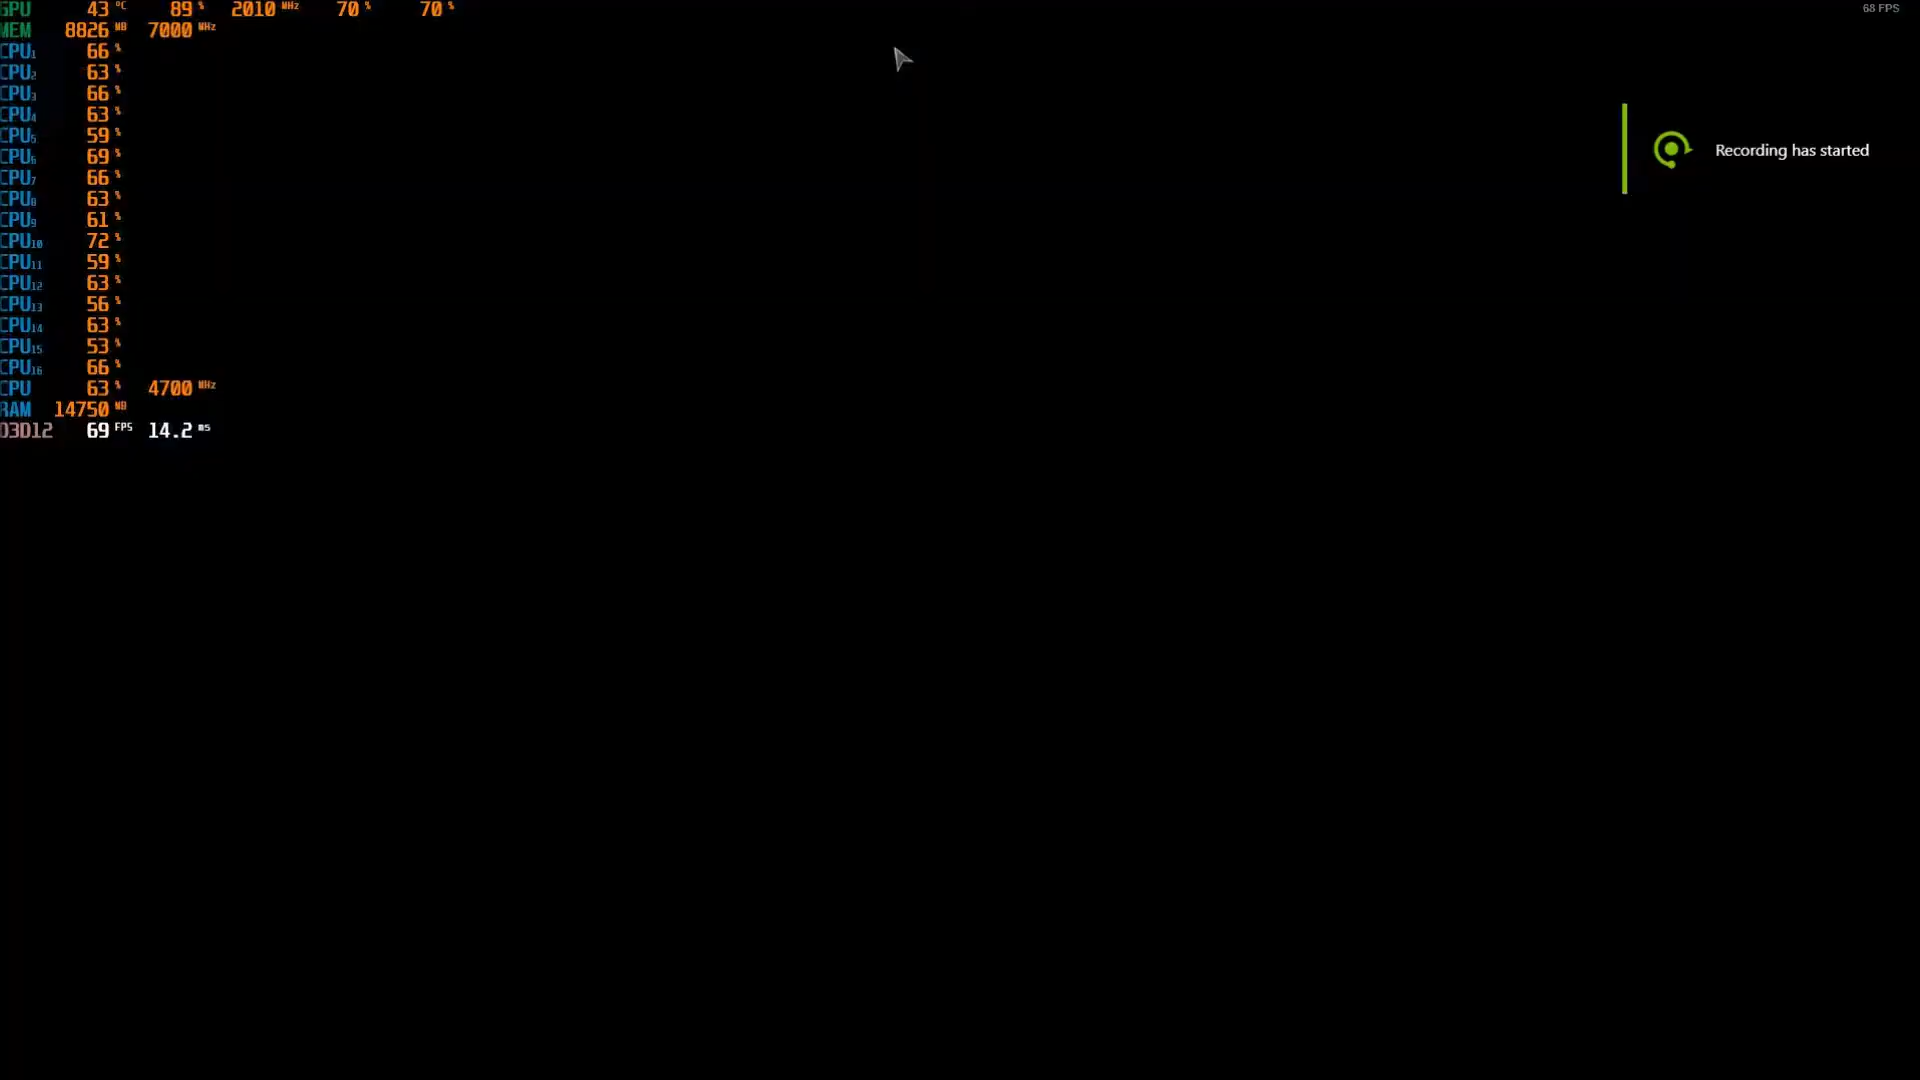 GPU 43 °C 89 % 2010 MHz 70 % 70 %
68 FPS
MEM 8826 MB 7000 MHz
CPU1 66 %
CPU2 63 %
CPU3 66 %
CPU4 63 %
CPU5 59 %
CPU6 69 %
CPU7 66 %
CPU8 63 %
CPU9 61 %
CPU10 72 %
CPU11 59 %
CPU12 63 %
CPU13 56 %
CPU14 63 %
CPU15 53 %
CPU16 66 %
CPU 63 % 4700 MHz
RAM 14750 MB
D3D12 69 FPS 14.2 ms
Recording has started